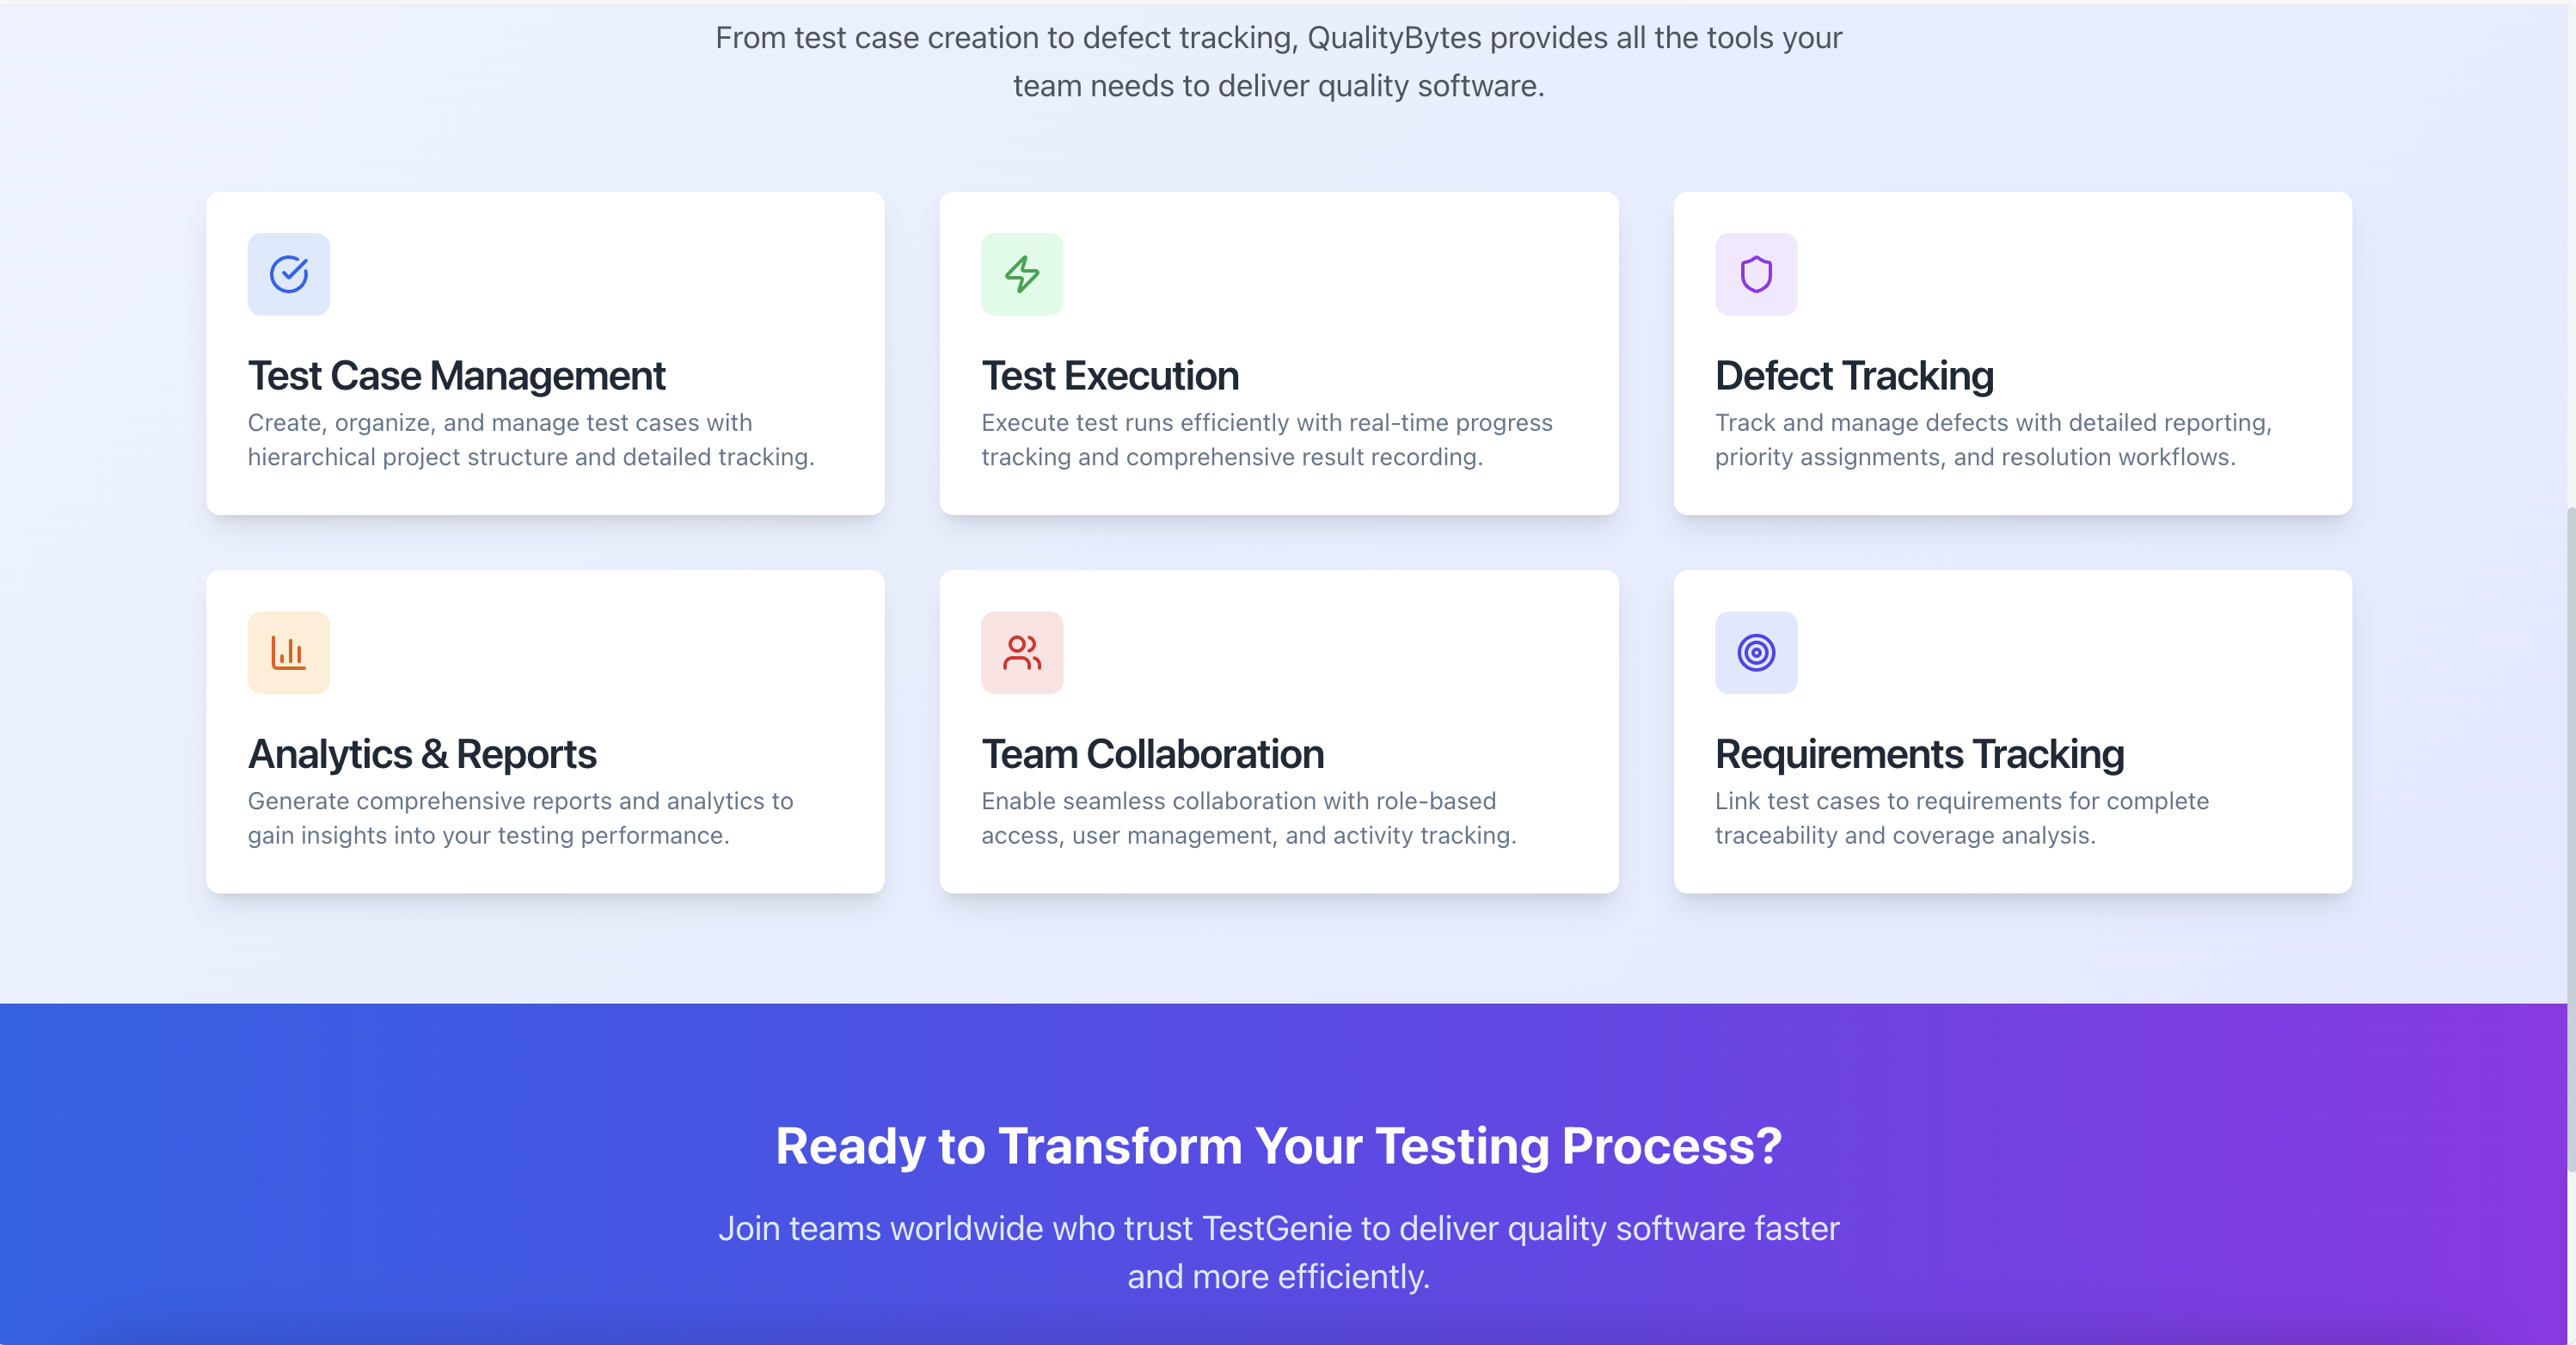 From test case creation to defect tracking, QualityBytes provides all the tools your
team needs to deliver quality software.
Test Case Management
Create, organize, and manage test cases with
hierarchical project structure and detailed tracking.
Test Execution
Execute test runs efficiently with real-time progress
tracking and comprehensive result recording.
Defect Tracking
Track and manage defects with detailed reporting,
priority assignments, and resolution workflows.
Analytics & Reports
Generate comprehensive reports and analytics to
gain insights into your testing performance.
Team Collaboration
Enable seamless collaboration with role-based
access, user management, and activity tracking.
Requirements Tracking
Link test cases to requirements for complete
traceability and coverage analysis.
Ready to Transform Your Testing Process?
Join teams worldwide who trust TestGenie to deliver quality software faster
and more efficiently.